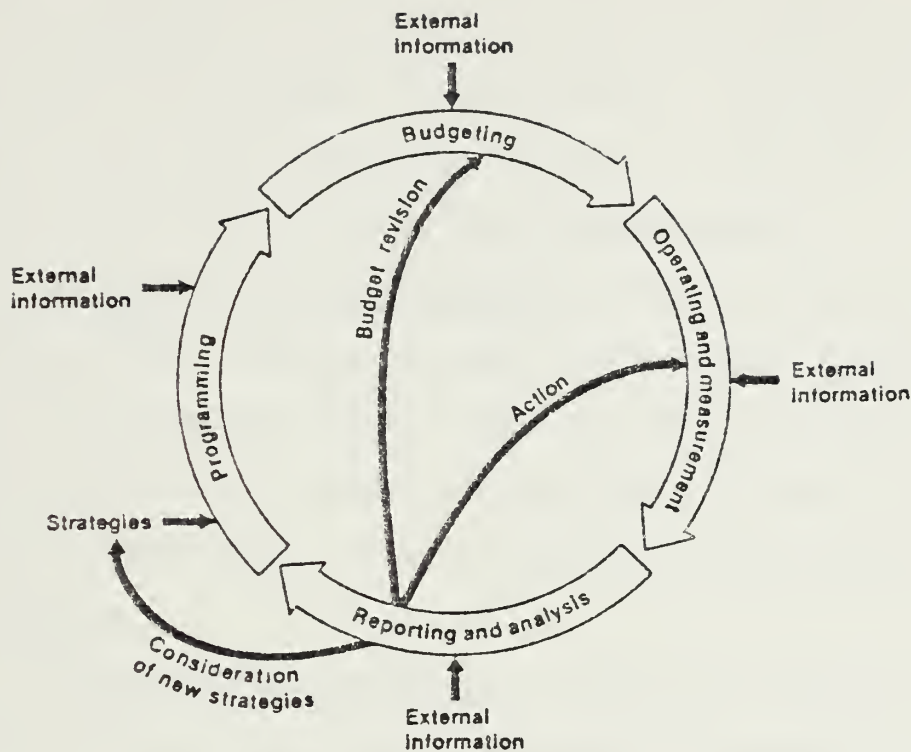 External
Information
Budgeting
Budget revision
Operating and measurement
External
information
Programming
Action
External
information
Strategies
Reporting and analysis
Consideration
of new strategies
External
information